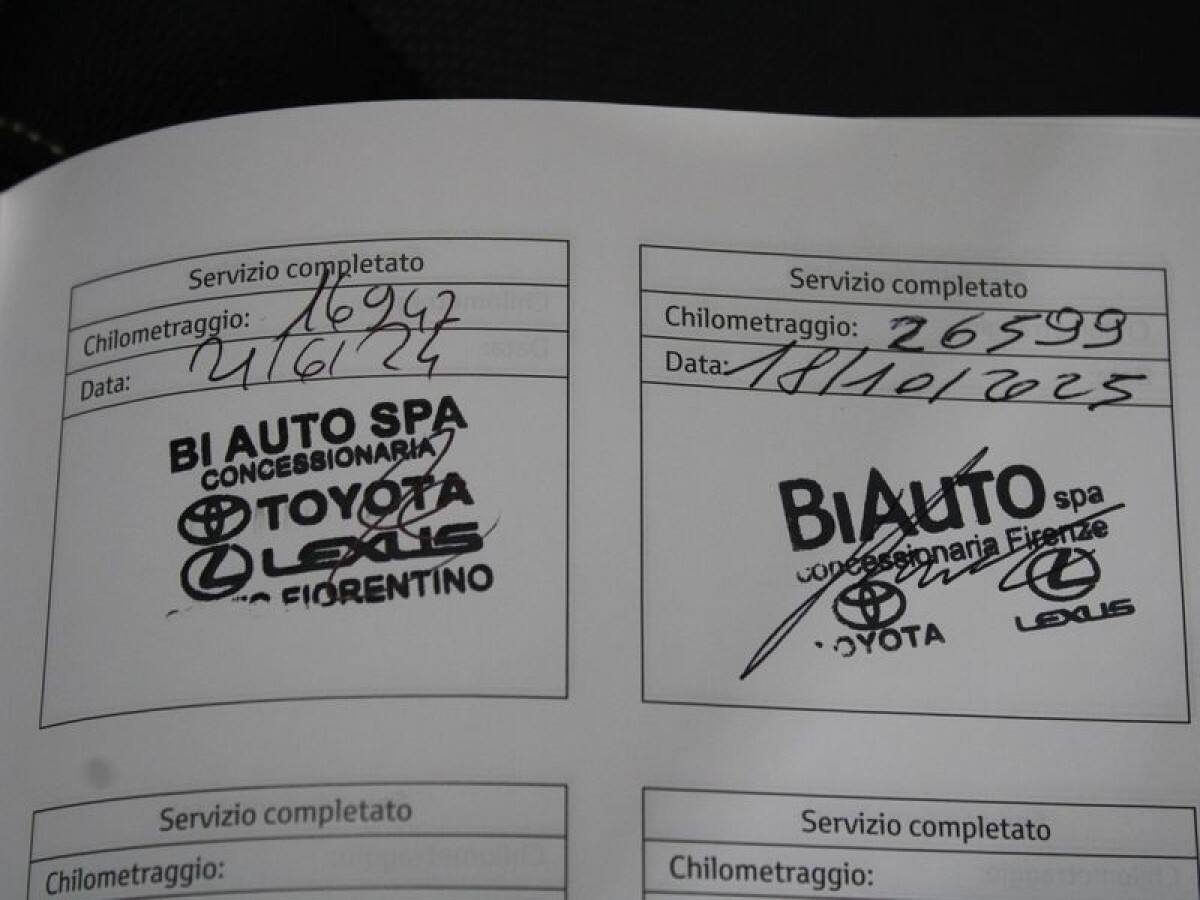 Servizio completato
Chilometraggio: 16947
Data: 21/6/24
BI AUTO SPA
CONCESSIONARIA
TOYOTA
LEXUS
FIORENTINO
Servizio completato
Chilometraggio: 26599
Data: 18/10/2025
BIAUTO spa
concessionaria Firenze
TOYOTA
LEXUS
Servizio completato
Chilometraggio:
Servizio completato
Chilometraggio: